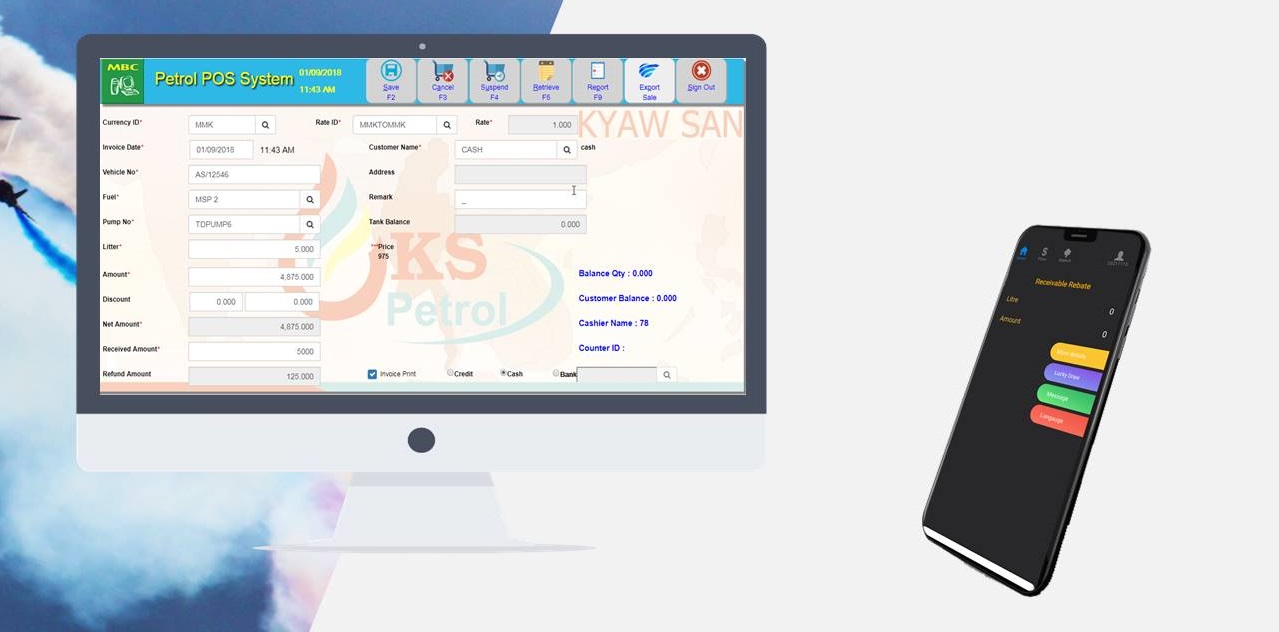 MBC
Petrol POS System
01/09/2018
11:43 AM
Save
F2
Cancel
F3
Suspend
F4
Retrieve
F5
Report
F9
Export
Sale
Sign Out
KYAW SAN
Currency ID* MMK Rate ID* MMKTOMMK Rate* 1.000
Invoice Date* 01/09/2018 11:43 AM Customer Name* CASH cash
Vehicle No* AS/12546 Address
Fuel* MSP 2 Remark _
Pump No* TDPUMP6 Tank Balance 0.000
Litter* 5.000 ***Price
975
KS
Petrol
Amount* 4,875.000 Balance Qty : 0.000
Discount 0.000 0.000 Customer Balance : 0.000
Net Amount* 4,875.000 Cashier Name : 78
Received Amount* 5000 Counter ID :
Refund Amount 125.000 Invoice Print Credit Cash Bank
Receivable Rebate
Litre 0
Amount 0
Lucky Draw
Message
Language